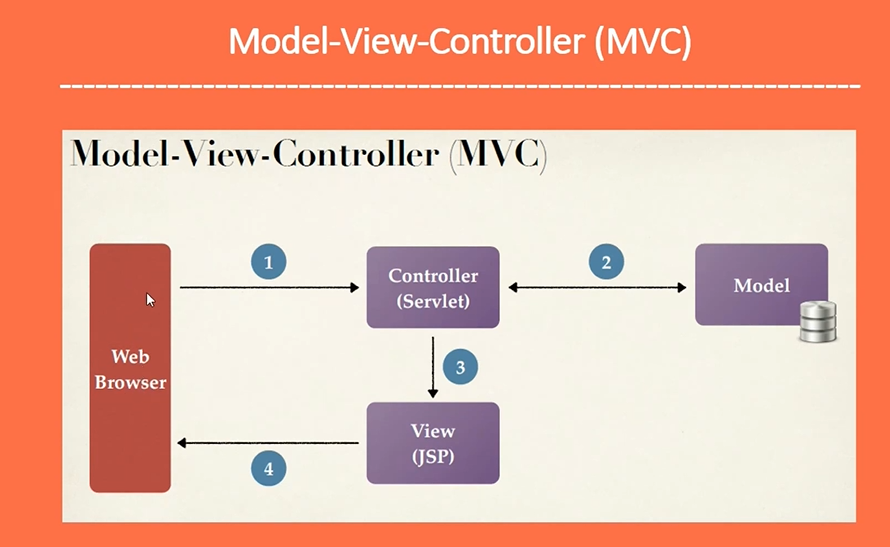 Model-View-Controller (MVC)
Model-View-Controller (MVC)
1
2
Controller
(Servlet)
Model
Web
Browser
3
View
(JSP)
4